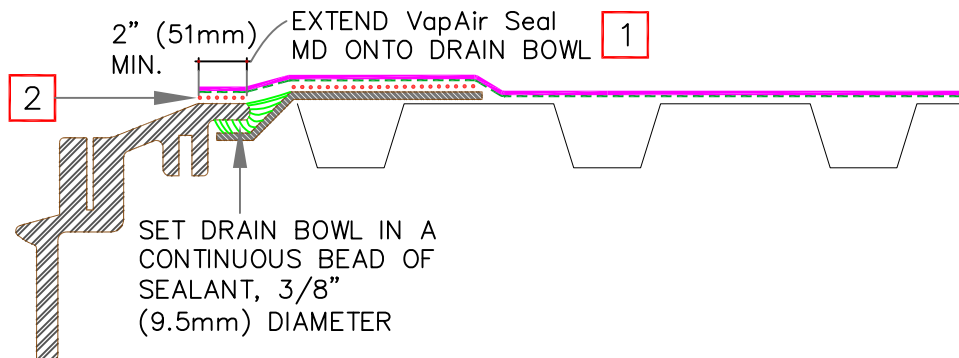 2” (51mm)
MIN.
EXTEND VapAir Seal
MD ONTO DRAIN BOWL
1
2
SET DRAIN BOWL IN A
CONTINUOUS BEAD OF
SEALANT, 3/8”
(9.5mm) DIAMETER